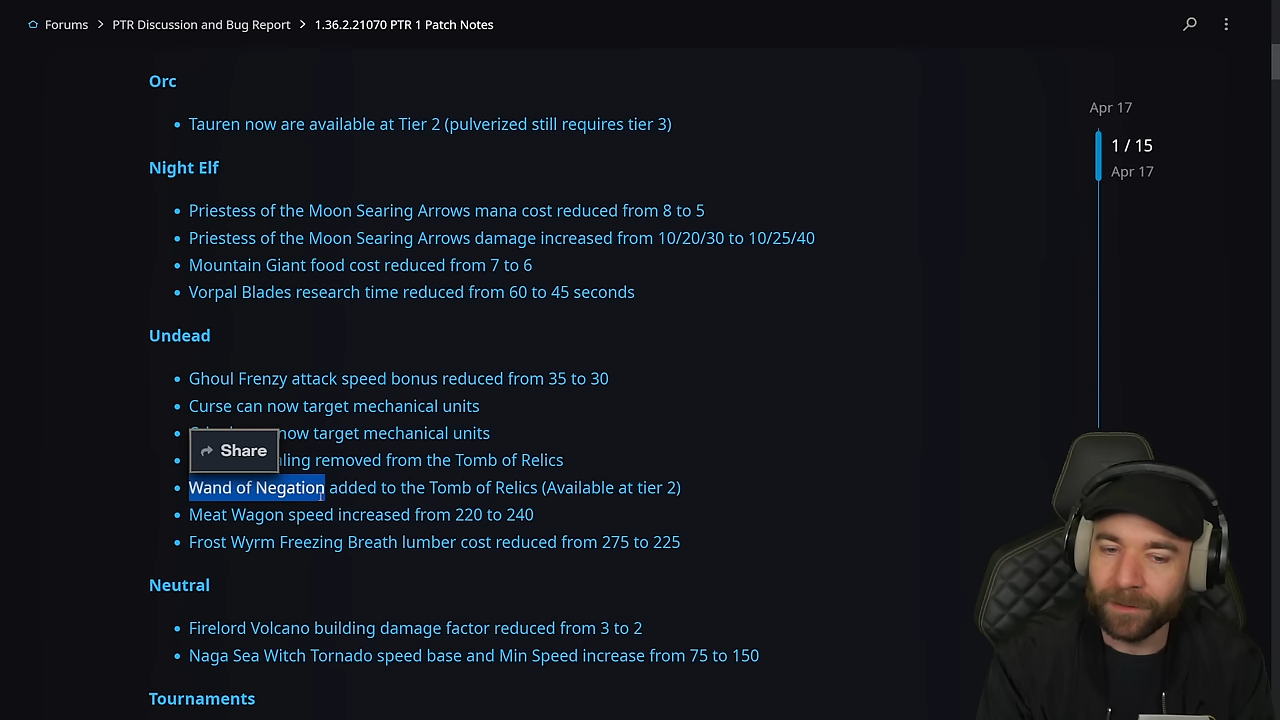 Forums > PTR Discussion and Bug Report > 1.36.2.21070 PTR 1 Patch Notes
Orc
Tauren now are available at Tier 2 (pulverized still requires tier 3)
Night Elf
Priestess of the Moon Searing Arrows mana cost reduced from 8 to 5
Priestess of the Moon Searing Arrows damage increased from 10/20/30 to 10/25/40
Mountain Giant food cost reduced from 7 to 6
Vorpal Blades research time reduced from 60 to 45 seconds
Undead
Ghoul Frenzy attack speed bonus reduced from 35 to 30
Curse can now target mechanical units
now target mechanical units
removed from the Tomb of Relics
Wand of Negation added to the Tomb of Relics (Available at tier 2)
Meat Wagon speed increased from 220 to 240
Frost Wyrm Freezing Breath lumber cost reduced from 275 to 225
Neutral
Firelord Volcano building damage factor reduced from 3 to 2
Naga Sea Witch Tornado speed base and Min Speed increase from 75 to 150
Tournaments
Share
Apr 17
1 / 15
Apr 17